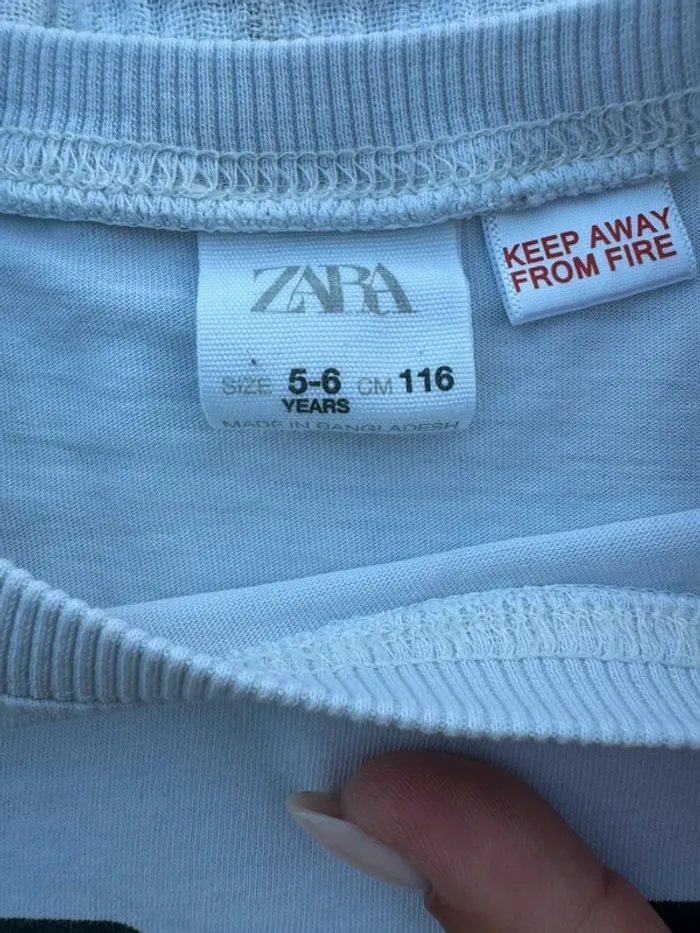 ZARA
SIZE 5-6 CM 116
YEARS
MADE IN BANGLADESH
KEEP AWAY
FROM FIRE